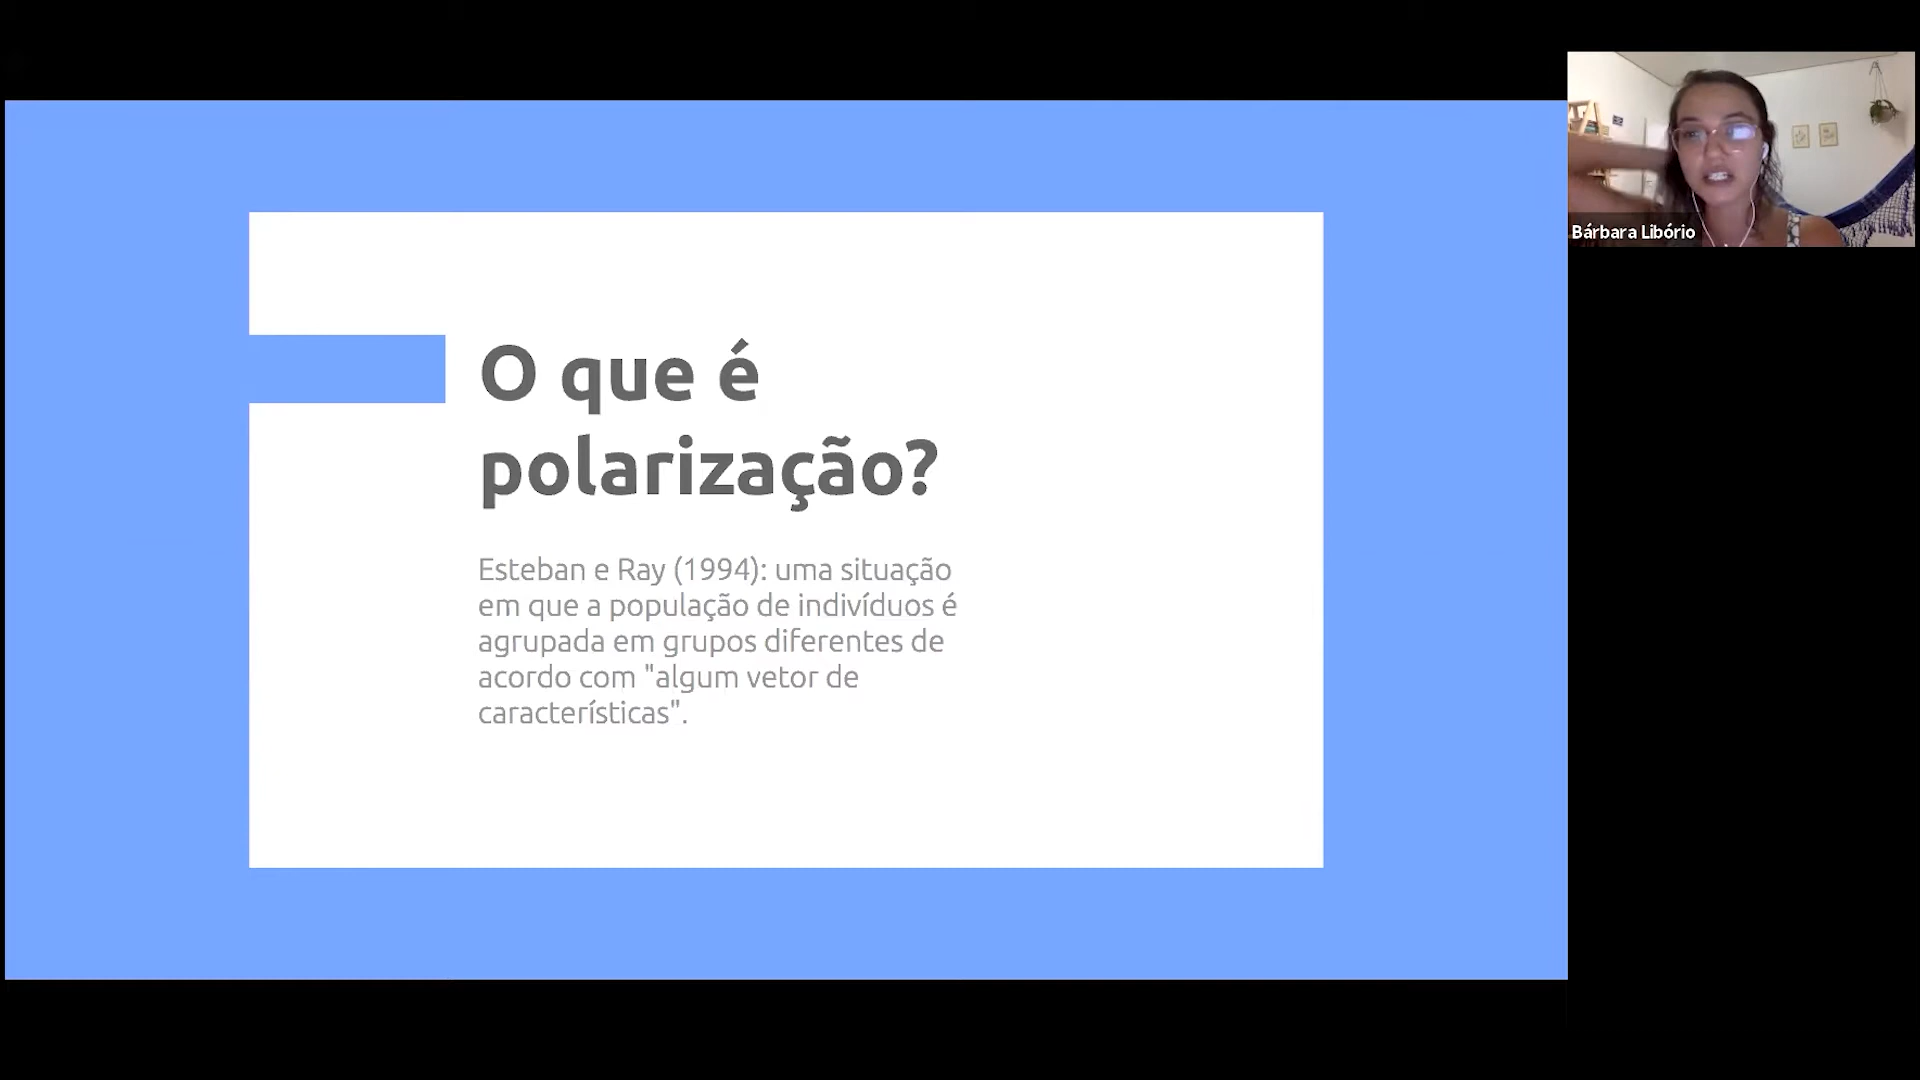 O que é
polarização?
Esteban e Ray (1994): uma situação
em que a população de indivíduos é
agrupada em grupos diferentes de
acordo com "algum vetor de
características".
Bárbara Libório